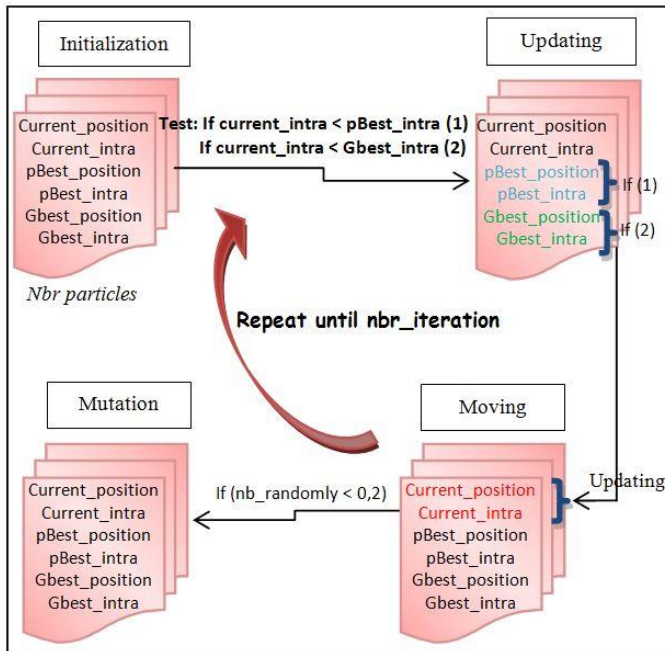 Initialization
Updating
Current_position
Current_intra
pBest_position
pBest_intra
Gbest_position
Gbest_intra
Nbr particles
Test: If current_intra < pBest_intra (1)
If current_intra < Gbest_intra (2)
Current_position
Current_intra
pBest_position
pBest_intra
Gbest_position
Gbest_intra
If (1)
If (2)
Repeat until nbr_iteration
Mutation
Moving
Current_position
Current_intra
pBest_position
pBest_intra
Gbest_position
Gbest_intra
If (nb_randomly < 0,2)
Current_position
Current_intra
pBest_position
pBest_intra
Gbest_position
Gbest_intra
Updating